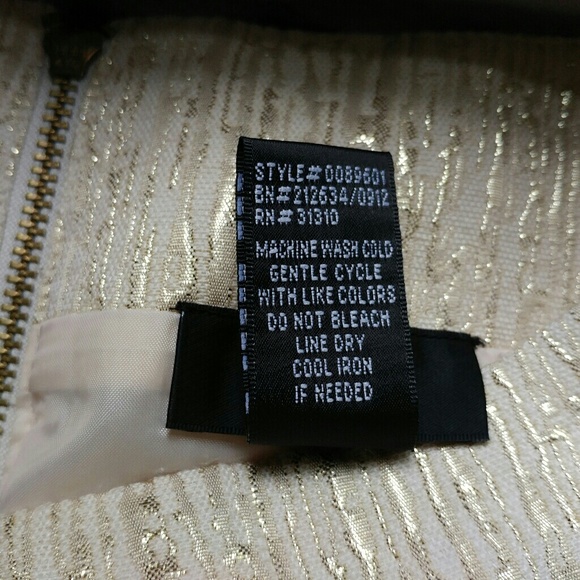 STYLE# 0089601
BN# 212634/0912
RN# 31310
MACHINE WASH COLD
GENTLE CYCLE
WITH LIKE COLORS
DO NOT BLEACH
LINE DRY
COOL IRON
IF NEEDED